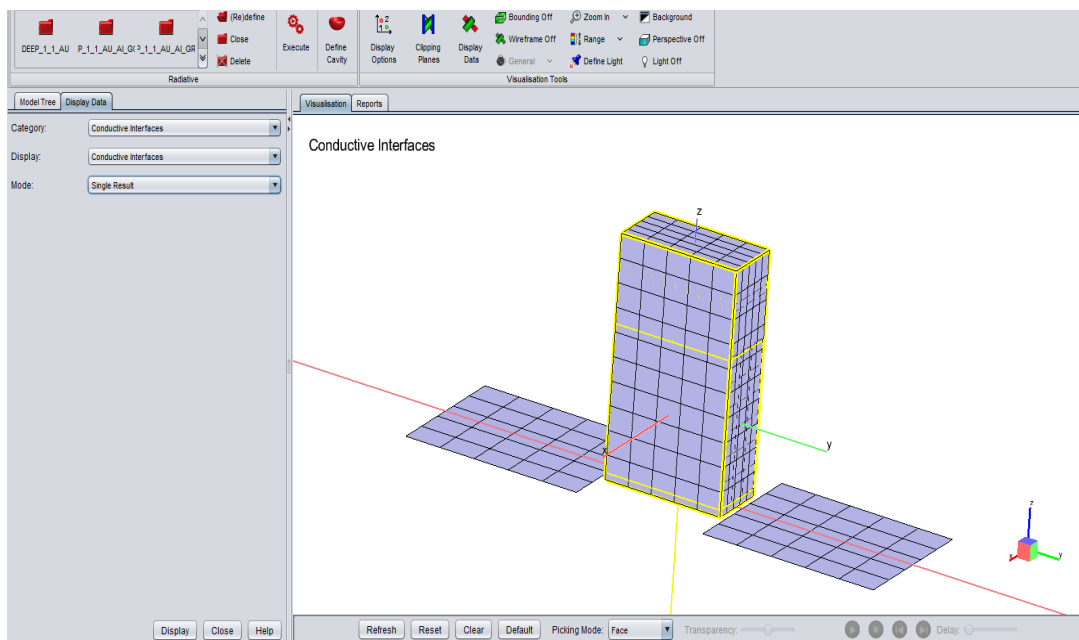 (Re)define
Close
Delete
DEEP_1_1_AU
Radiative
Execute
Define
Cavity
Display
Options
Clipping
Planes
Display
Data
Bounding Off
Wireframe Off
General
Zoom In
Range
Define Light
Background
Perspective Off
Light Off
Visualisation Tools
Model Tree
Display Data
Category:
Conductive Interfaces
Display:
Conductive Interfaces
Mode:
Single Result
Visualisation
Reports
Conductive Interfaces
z
x
y
z
x
y
Display
Close
Help
Refresh
Reset
Clear
Default
Picking Mode:
Face
Transparency:
Delay: